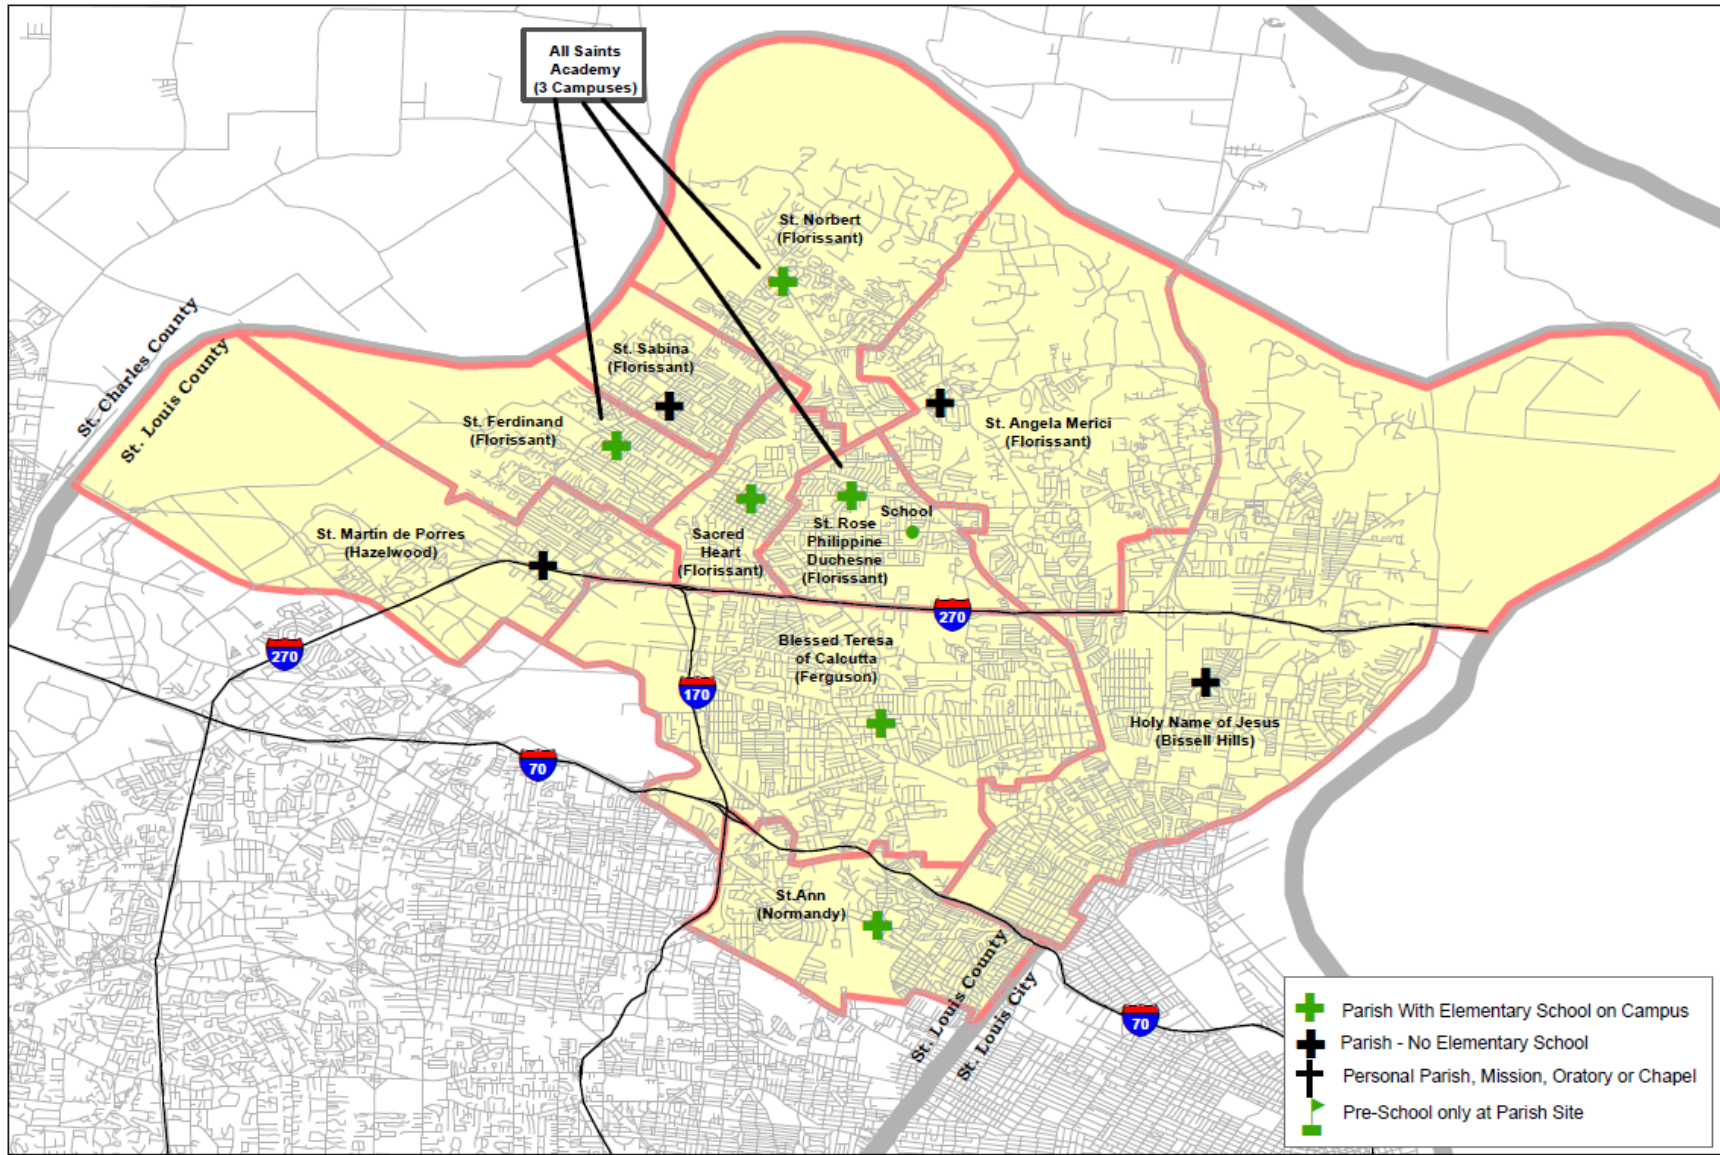 All Saints
Academy
(3 Campuses)
St. Norbert
(Florissant)
St. Sabina
(Florissant)
St. Charles County
St. Louis County
St. Ferdinand
(Florissant)
St. Angela Merici
(Florissant)
School
St. Martin de Porres
(Hazelwood)
Sacred
Heart
(Florissant)
St. Rose
Philippine
Duchesne
(Florissant)
270
270
Blessed Teresa
of Calcutta
(Ferguson)
170
Holy Name of Jesus
(Bissell Hills)
70
St.Ann
(Normandy)
St. Louis County
St. Louis City
70
Parish With Elementary School on Campus
Parish - No Elementary School
Personal Parish, Mission, Oratory or Chapel
Pre-School only at Parish Site